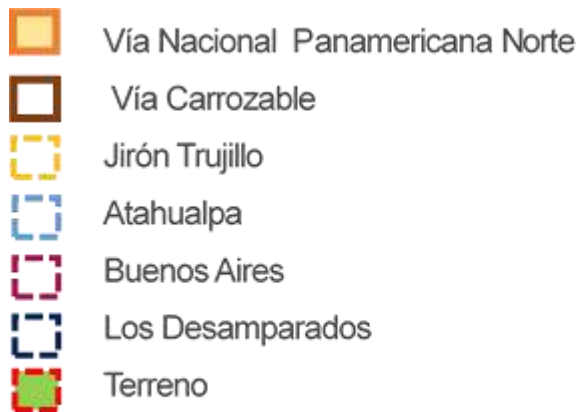 Vía Nacional Panamericana Norte
Vía Carrozable
Jirón Trujillo
Atahualpa
Buenos Aires
Los Desamparados
Terreno